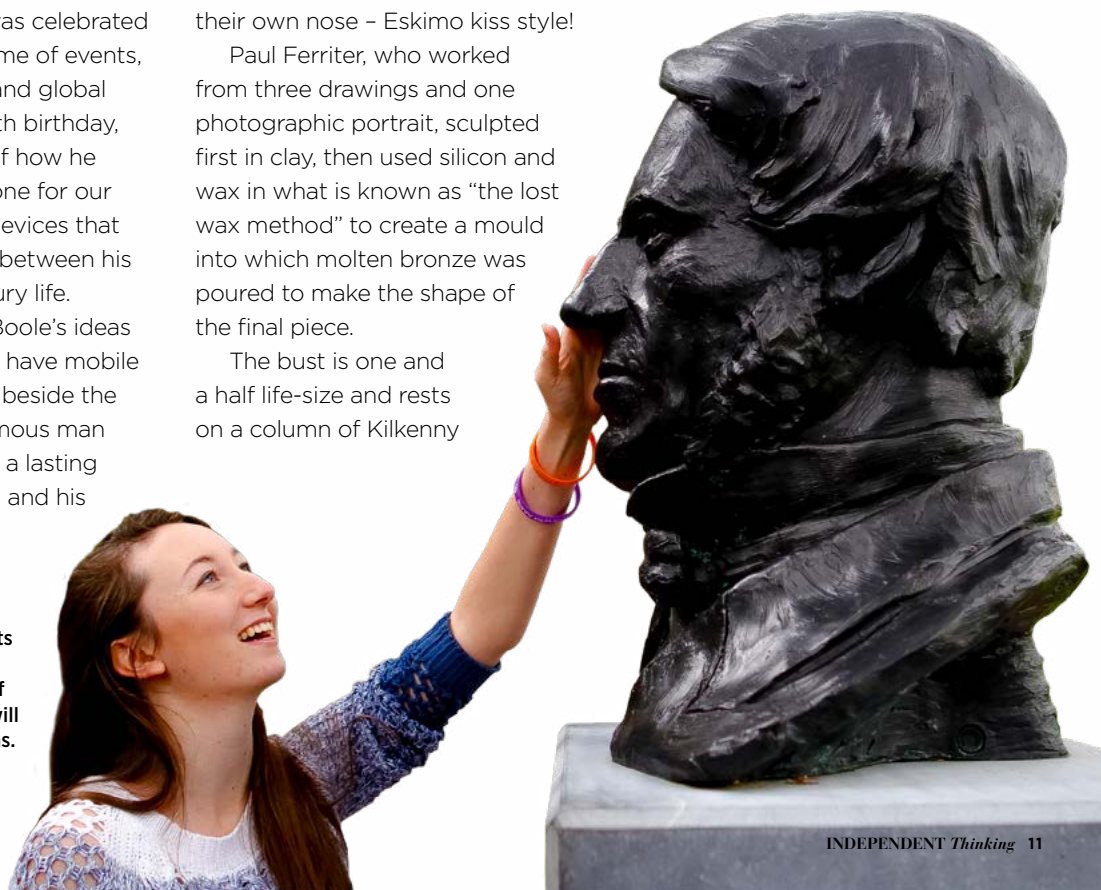 was celebrated
me of events,
and global
th birthday,
f how he
one for our
evices that
between his
ury life.
Boole's ideas
have mobile
beside the
mous man
a lasting
and his
ts
f
will
s.
their own nose – Eskimo kiss style!
Paul Ferriter, who worked
from three drawings and one
photographic portrait, sculpted
first in clay, then used silicon and
wax in what is known as “the lost
wax method” to create a mould
into which molten bronze was
poured to make the shape of
the final piece.
The bust is one and
a half life-size and rests
on a column of Kilkenny
INDEPENDENT Thinking 11